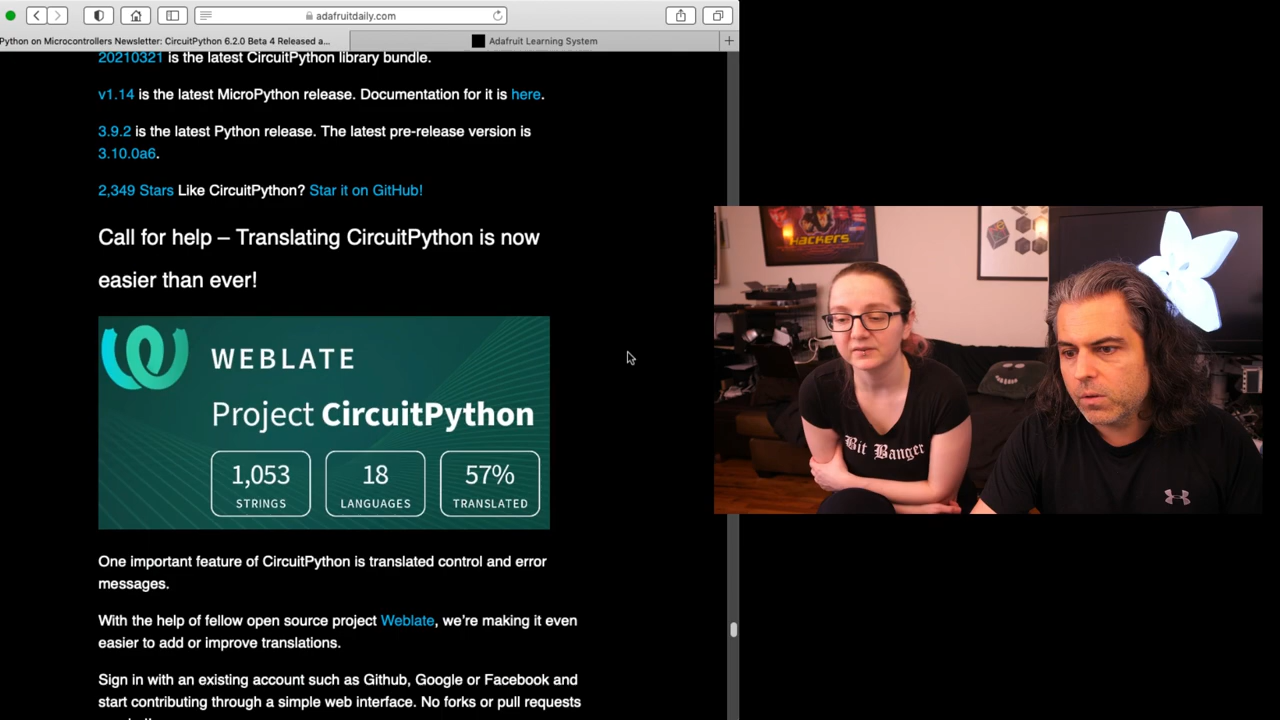 adafruitdaily.com
Python on Microcontrollers Newsletter: CircuitPython 6.2.0 Beta 4 Released a...
Adafruit Learning System
20210321 is the latest CircuitPython library bundle.
v1.14 is the latest MicroPython release. Documentation for it is here.
3.9.2 is the latest Python release. The latest pre-release version is
3.10.0a6.
2,349 Stars Like CircuitPython? Star it on GitHub!
Call for help – Translating CircuitPython is now
easier than ever!
WEBLATE
Project CircuitPython
1,053 18 57%
STRINGS LANGUAGES TRANSLATED
One important feature of CircuitPython is translated control and error
messages.
With the help of fellow open source project Weblate, we're making it even
easier to add or improve translations.
Sign in with an existing account such as Github, Google or Facebook and
start contributing through a simple web interface. No forks or pull requests
HACKERS
Bit Banger